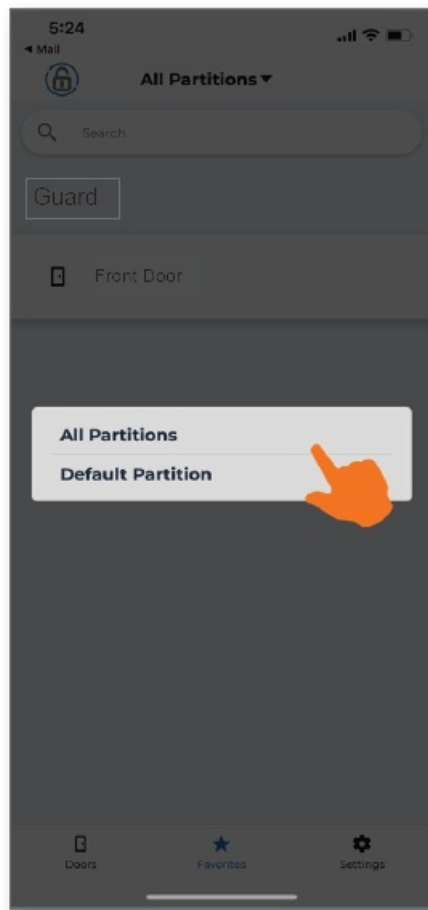 5:24
◄ Mail
All Partitions ▾
Search
Guard
Front Door
All Partitions
Default Partition
Doors
Favorites
Settings